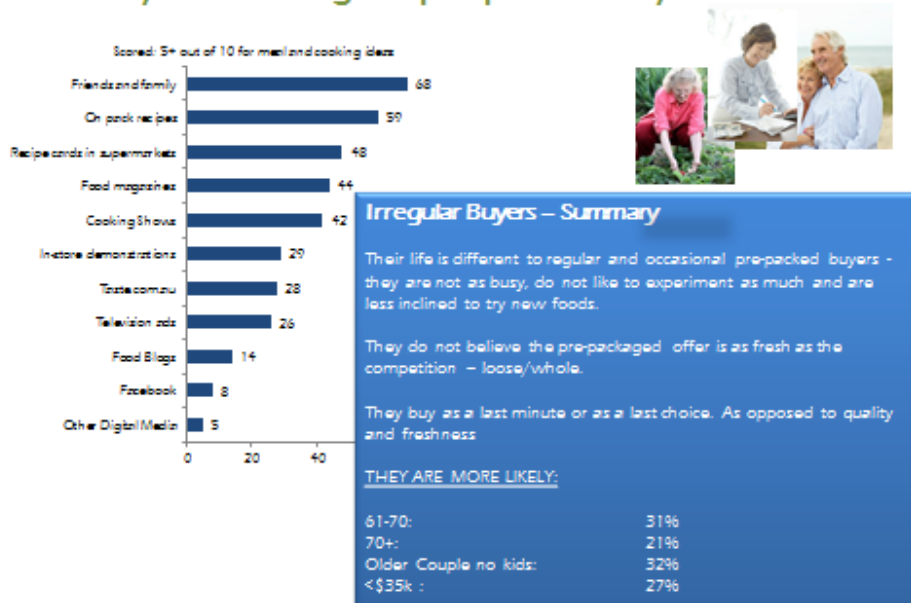 Scored: 5+ out of 10 for meal and cooking ideas
Friends and family 68
On pack recipes 59
Recipe cards in supermarkets 48
Food magazines 44
Cooking Shows 42
In-store demonstrations 29
Taste.com.au 28
Television ads 26
Food Blogs 14
Facebook 8
Other Digital Media 5
0 20 40
Irregular Buyers – Summary
Their life is different to regular and occasional pre-packed buyers -
they are not as busy, do not like to experiment as much and are
less inclined to try new foods.
They do not believe the pre-packaged offer is as fresh as the
competition – loose/whole.
They buy as a last minute or as a last choice. As opposed to quality
and freshness
THEY ARE MORE LIKELY:
61-70: 31%
70+: 21%
Older Couple no kids: 32%
<$35k : 27%